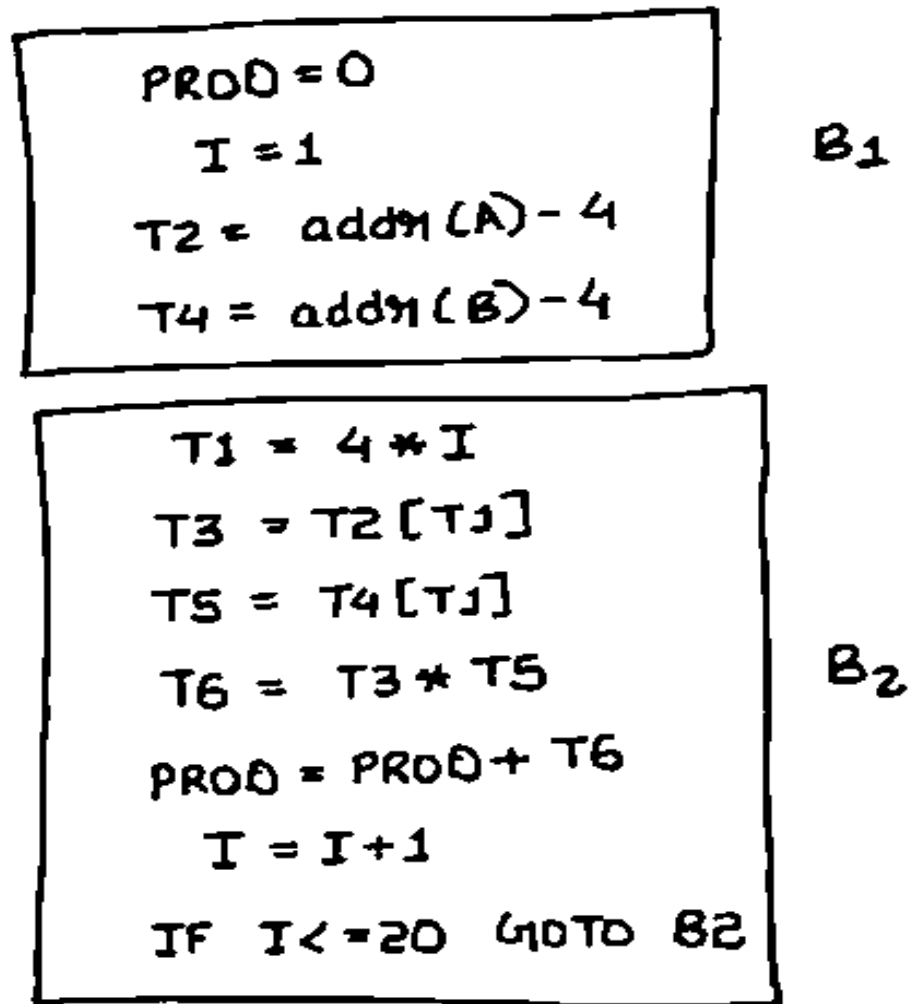 PROD = 0
I = 1
B1
T2 = addr(A) - 4
T4 = addr(B) - 4
T1 = 4 * I
T3 = T2[T1]
T5 = T4[T1]
T6 = T3 * T5
B2
PROD = PROD + T6
I = I + 1
IF I <= 20 GOTO B2